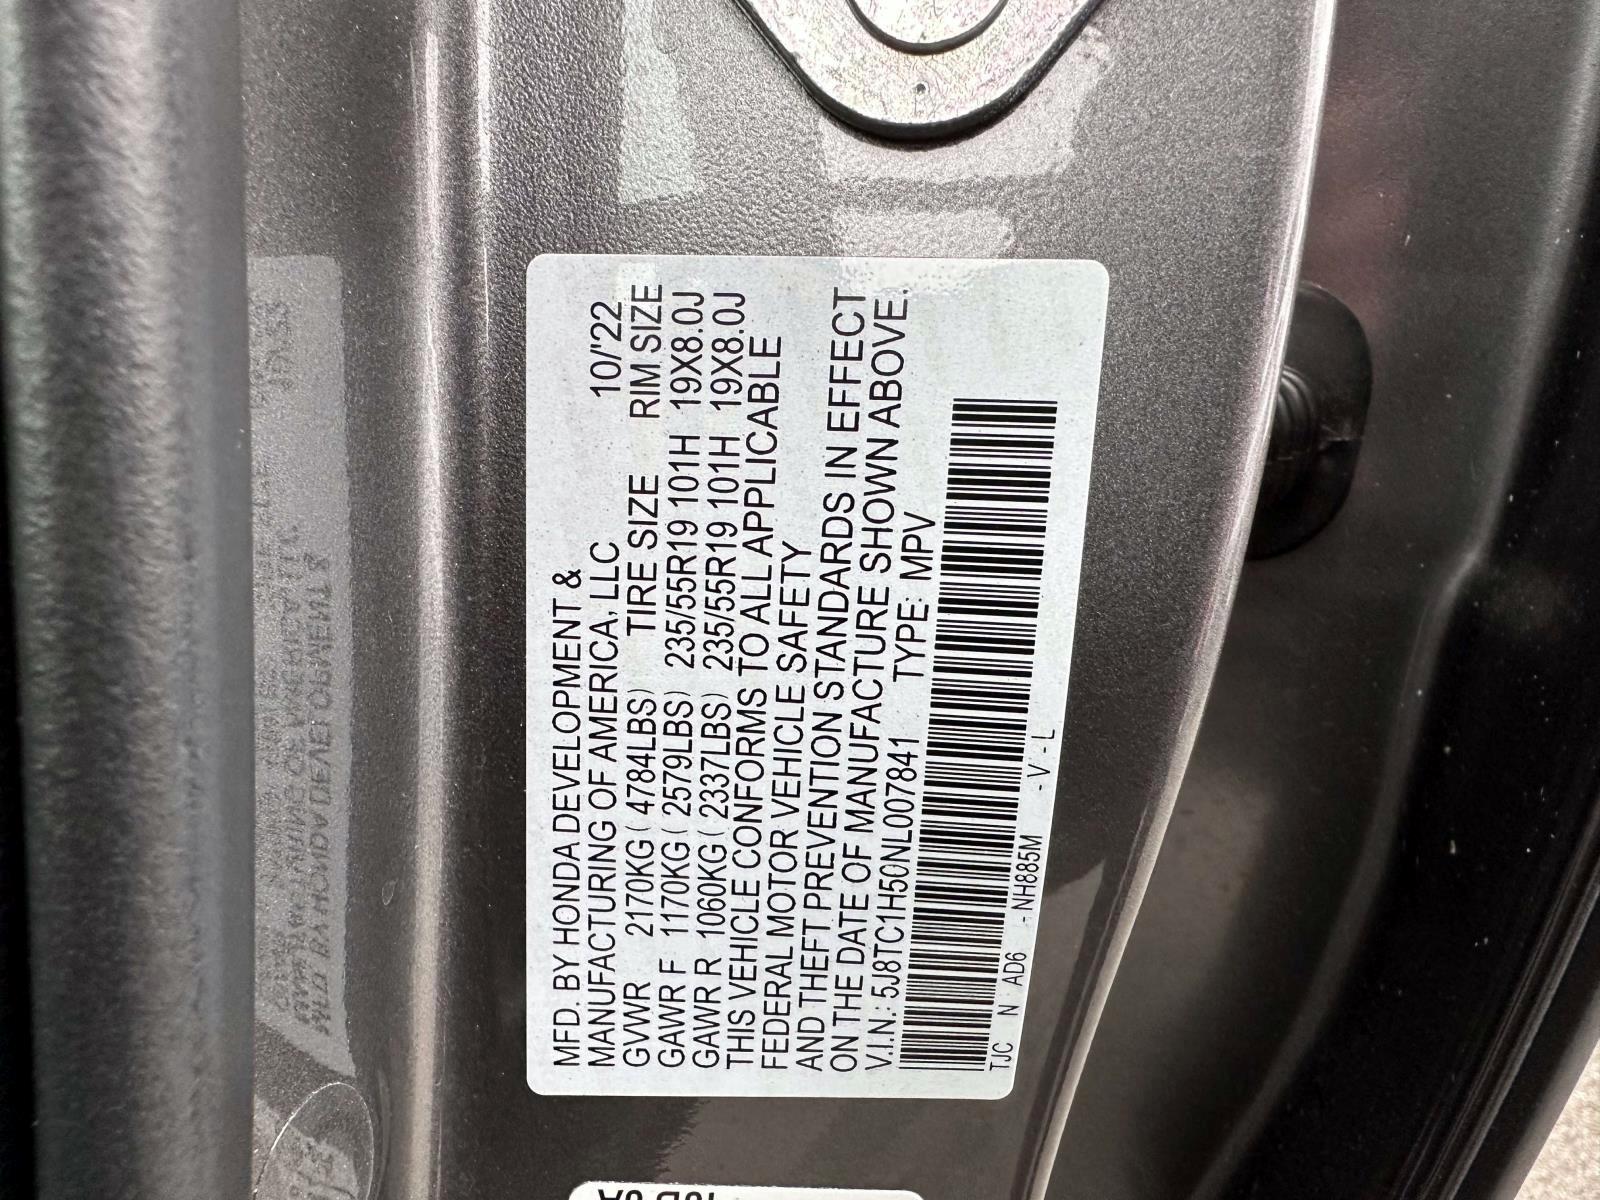 MFD. BY HONDA DEVELOPMENT &
MANUFACTURING OF AMERICA, LLC 10/'22
GVWR 2170KG ( 4784LBS) TIRE SIZE RIM SIZE
GAWR F 1170KG ( 2579LBS) 235/55R19 101H 19X8.0J
GAWR R 1060KG ( 2337LBS) 235/55R19 101H 19X8.0J
THIS VEHICLE CONFORMS TO ALL APPLICABLE
FEDERAL MOTOR VEHICLE SAFETY
AND THEFT PREVENTION STANDARDS IN EFFECT
ON THE DATE OF MANUFACTURE SHOWN ABOVE.
V.I.N.: 5J8TC1H50NL007841 TYPE: MPV
TJC N AD6 - NH885M - V - L